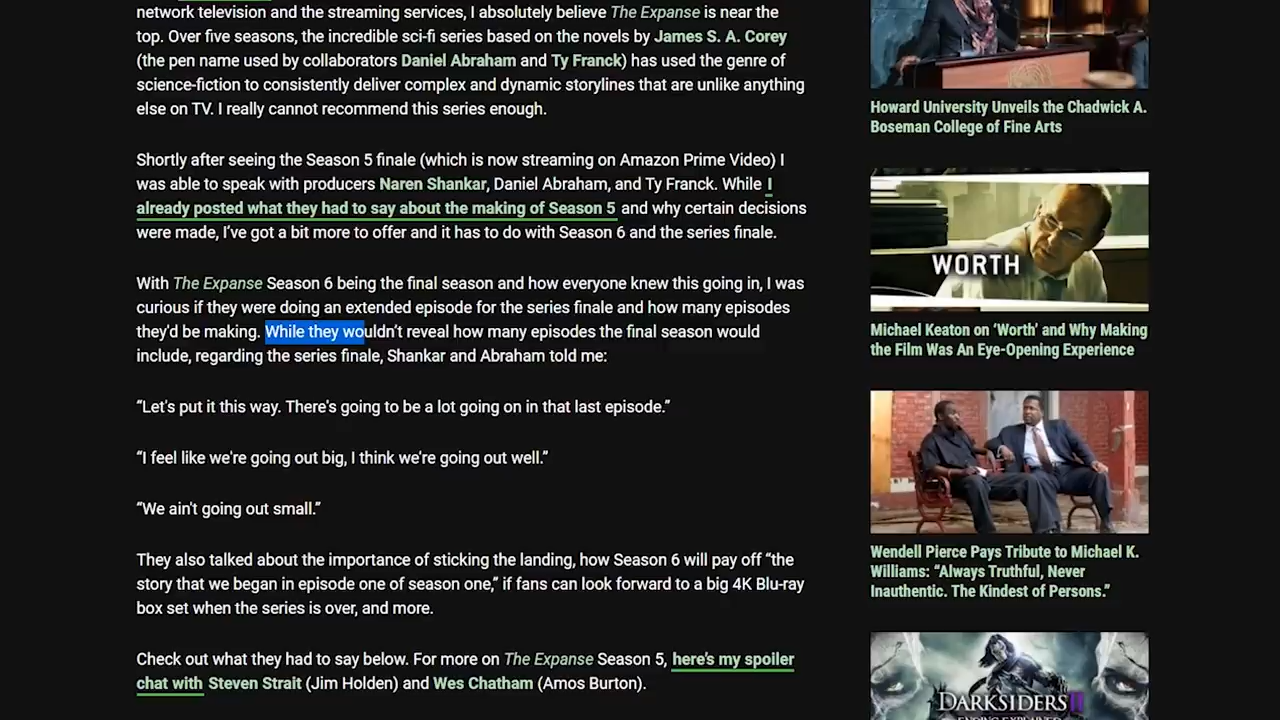 network television and the streaming services, I absolutely believe The Expanse is near the
top. Over five seasons, the incredible sci-fi series based on the novels by James S. A. Corey
(the pen name used by collaborators Daniel Abraham and Ty Franck) has used the genre of
science-fiction to consistently deliver complex and dynamic storylines that are unlike anything
else on TV. I really cannot recommend this series enough.
Shortly after seeing the Season 5 finale (which is now streaming on Amazon Prime Video) I
was able to speak with producers Naren Shankar, Daniel Abraham, and Ty Franck. While I
already posted what they had to say about the making of Season 5 and why certain decisions
were made, I've got a bit more to offer and it has to do with Season 6 and the series finale.
With The Expanse Season 6 being the final season and how everyone knew this going in, I was
curious if they were doing an extended episode for the series finale and how many episodes
they'd be making. While they wouldn't reveal how many episodes the final season would
include, regarding the series finale, Shankar and Abraham told me:
“Let's put it this way. There's going to be a lot going on in that last episode.”
“I feel like we're going out big, I think we're going out well.”
“We ain't going out small.”
They also talked about the importance of sticking the landing, how Season 6 will pay off “the
story that we began in episode one of season one,” if fans can look forward to a big 4K Blu-ray
box set when the series is over, and more.
Check out what they had to say below. For more on The Expanse Season 5, here's my spoiler
chat with Steven Strait (Jim Holden) and Wes Chatham (Amos Burton).
Howard University Unveils the Chadwick A.
Boseman College of Fine Arts
WORTH
Michael Keaton on ‘Worth’ and Why Making
the Film Was An Eye-Opening Experience
Wendell Pierce Pays Tribute to Michael K.
Williams: “Always Truthful, Never
Inauthentic. The Kindest of Persons.”
DARKSIDERS II
ENDING EXPLAINED